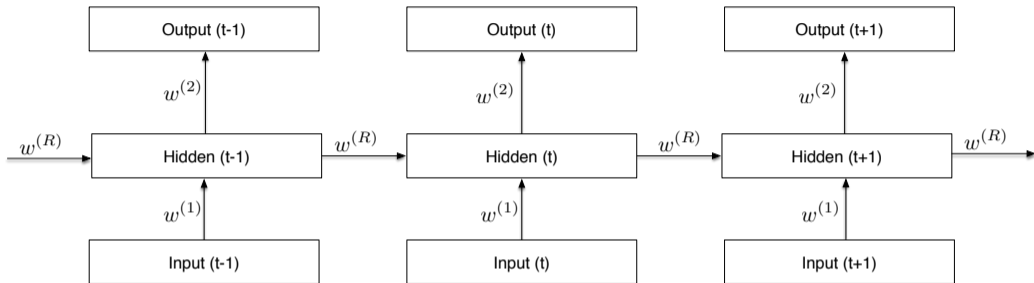 Output (t-1) Output (t) Output (t+1)
w^{(2)} w^{(2)} w^{(2)}
w^{(R)} Hidden (t-1) w^{(R)} Hidden (t) w^{(R)} Hidden (t+1) w^{(R)}
w^{(1)} w^{(1)} w^{(1)}
Input (t-1) Input (t) Input (t+1)